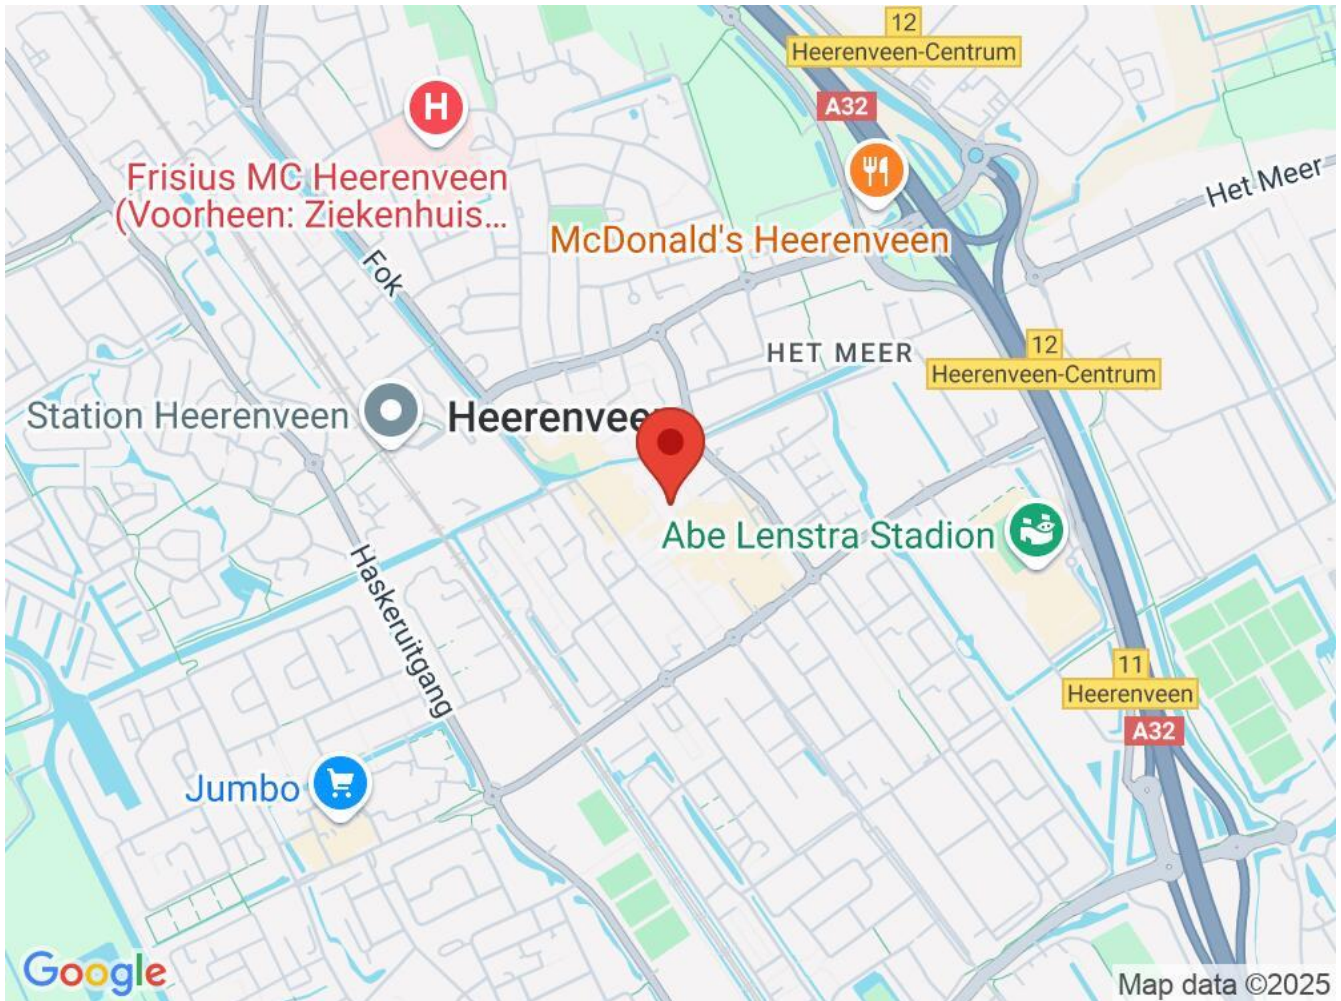 12
Heerenveen-Centrum
A32
H
Frisius MC Heerenveen
(Voorheen: Ziekenhuis...
Het Meer
McDonald's Heerenveen
Fok
HET MEER
12
Heerenveen-Centrum
Station Heerenveen
Heerenvee
Abe Lenstra Stadion
Haskeruitgang
11
Heerenveen
A32
Jumbo
Google
Map data ©2025